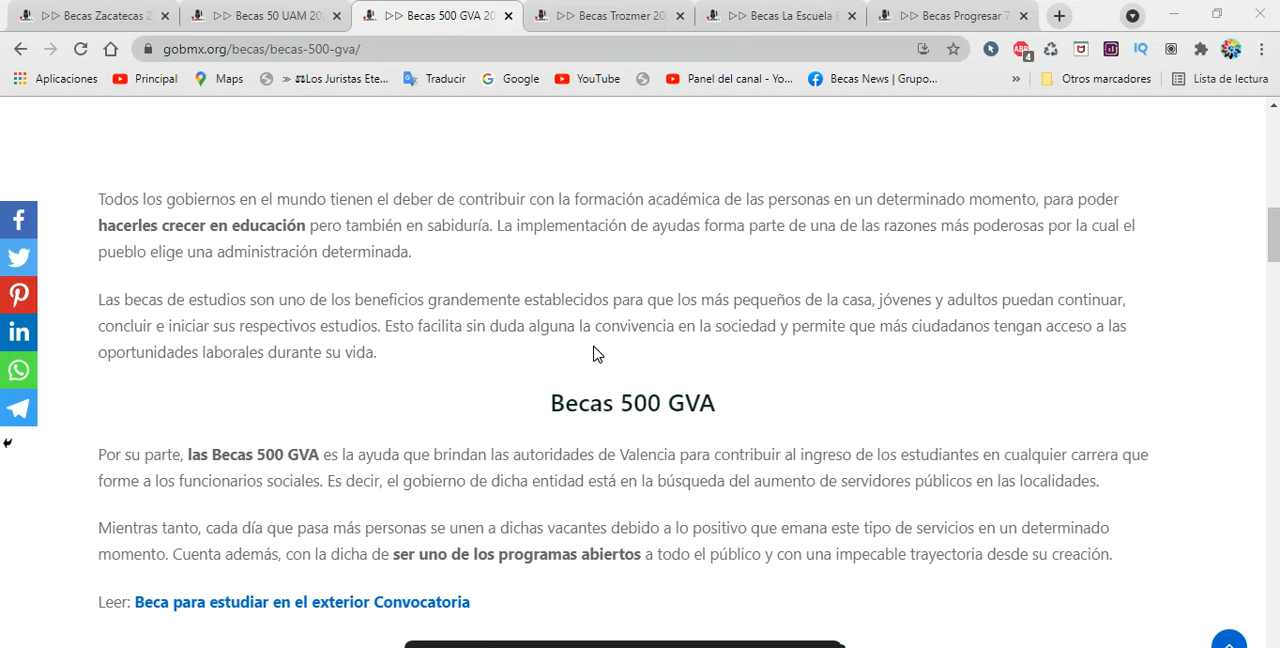 ▷▷ Becas Zacatecas 2
▷▷ Becas 50 UAM 20
▷▷ Becas 500 GVA 20
▷▷ Becas Trozmer 20
▷▷ Becas La Escuela
▷▷ Becas Progresar 7
gobmx.org/becas/becas-500-gva/
ABP 4
IQ
Aplicaciones
Principal
Maps
» ⚖Los Juristas Ete...
Traducir
Google
YouTube
Panel del canal - Yo...
Becas News | Grupo...
»
Otros marcadores
Lista de lectura
Todos los gobiernos en el mundo tienen el deber de contribuir con la formación académica de las personas en un determinado momento, para poder
hacerles crecer en educación pero también en sabiduría. La implementación de ayudas forma parte de una de las razones más poderosas por la cual el
pueblo elige una administración determinada.
Las becas de estudios son uno de los beneficios grandemente establecidos para que los más pequeños de la casa, jóvenes y adultos puedan continuar,
concluir e iniciar sus respectivos estudios. Esto facilita sin duda alguna la convivencia en la sociedad y permite que más ciudadanos tengan acceso a las
oportunidades laborales durante su vida.
Becas 500 GVA
Por su parte, las Becas 500 GVA es la ayuda que brindan las autoridades de Valencia para contribuir al ingreso de los estudiantes en cualquier carrera que
forme a los funcionarios sociales. Es decir, el gobierno de dicha entidad está en la búsqueda del aumento de servidores públicos en las localidades.
Mientras tanto, cada día que pasa más personas se unen a dichas vacantes debido a lo positivo que emana este tipo de servicios en un determinado
momento. Cuenta además, con la dicha de ser uno de los programas abiertos a todo el público y con una impecable trayectoria desde su creación.
Leer: Beca para estudiar en el exterior Convocatoria